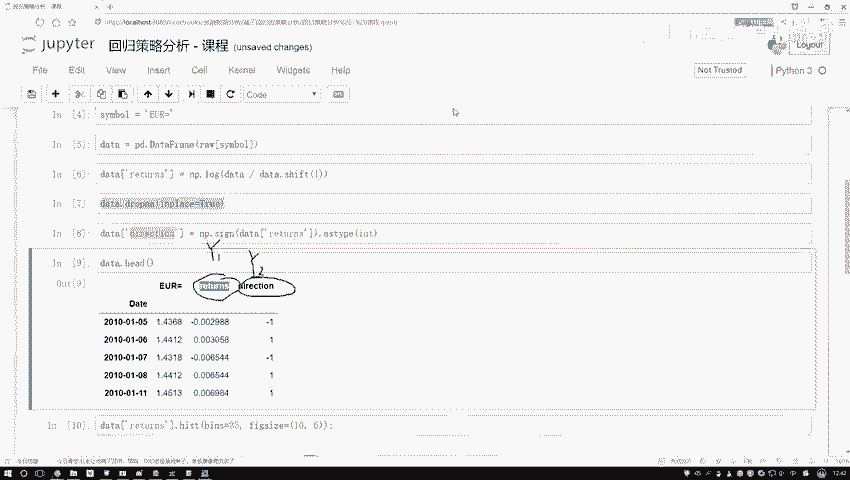 jupyter 回归策略分析 - 课程 (unsaved changes)
Logout
File Edit View Insert Cell Kernel Widgets Help
Not Trusted
Python 3
Code
In [4] symbol = 'EUR='
In [5] data = pd.DataFrame(raw[symbol])
In [6] data['returns'] = np.log(data / data.shift(1))
In [7] data.dropna(inplace=True)
In [8] data['direction'] = np.sign(data['returns']).astype(int)
In [9] data.head()
Y1 Y2
Out[9] EUR= returns direction
Date
2010-01-05 1.4368 -0.002988 -1
2010-01-06 1.4412 0.003058 1
2010-01-07 1.4318 -0.006544 -1
2010-01-08 1.4412 0.006544 1
2010-01-11 1.4513 0.006984 1
In [10] data['returns'].hist(bins=35, figsize=(10, 6));
12:42